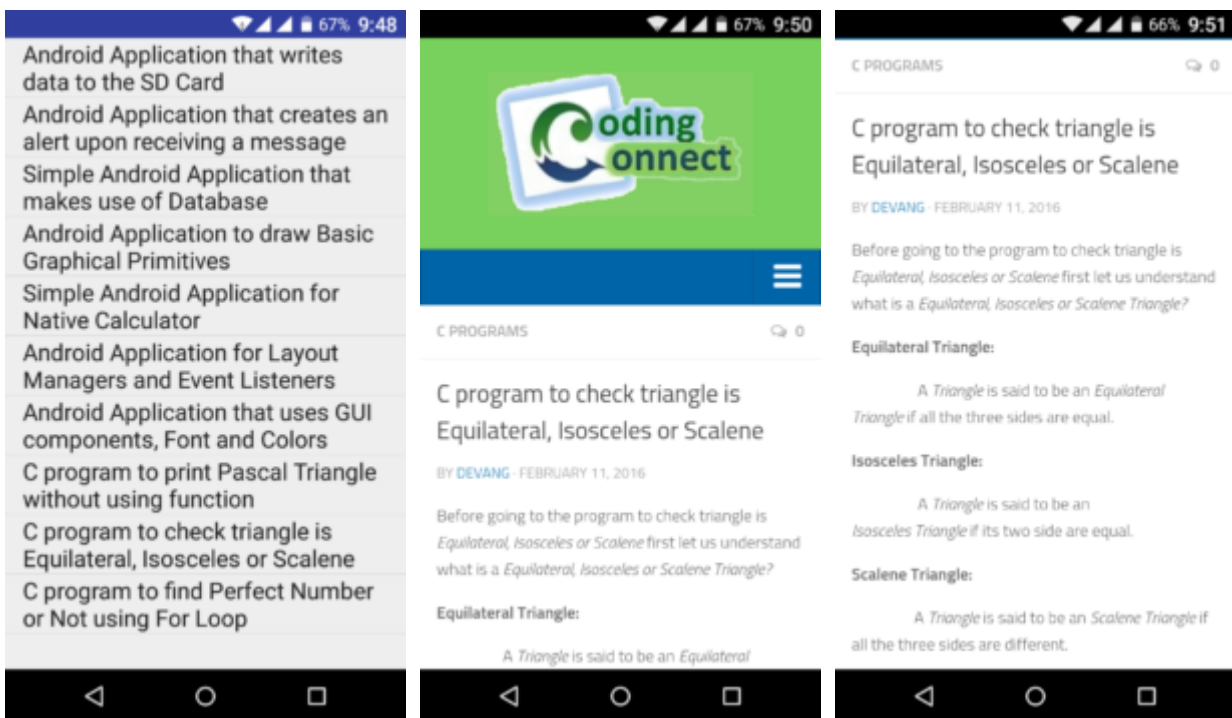 67% 9:48
Android Application that writes
data to the SD Card
Android Application that creates an
alert upon receiving a message
Simple Android Application that
makes use of Database
Android Application to draw Basic
Graphical Primitives
Simple Android Application for
Native Calculator
Android Application for Layout
Managers and Event Listeners
Android Application that uses GUI
components, Font and Colors
C program to print Pascal Triangle
without using function
C program to check triangle is
Equilateral, Isosceles or Scalene
C program to find Perfect Number
or Not using For Loop
67% 9:50
Coding
Connect
C PROGRAMS 0
C program to check triangle is
Equilateral, Isosceles or Scalene
BY DEVANG · FEBRUARY 11, 2016
Before going to the program to check triangle is
Equilateral, Isosceles or Scalene first let us understand
what is a Equilateral, Isosceles or Scalene Triangle?
Equilateral Triangle:
A Triangle is said to be an Equilateral
66% 9:51
C PROGRAMS 0
C program to check triangle is
Equilateral, Isosceles or Scalene
BY DEVANG · FEBRUARY 11, 2016
Before going to the program to check triangle is
Equilateral, Isosceles or Scalene first let us understand
what is a Equilateral, Isosceles or Scalene Triangle?
Equilateral Triangle:
A Triangle is said to be an Equilateral
Triangle if all the three sides are equal.
Isosceles Triangle:
A Triangle is said to be an
Isosceles Triangle if its two side are equal.
Scalene Triangle:
A Triangle is said to be an Scalene Triangle if
all the three sides are different.